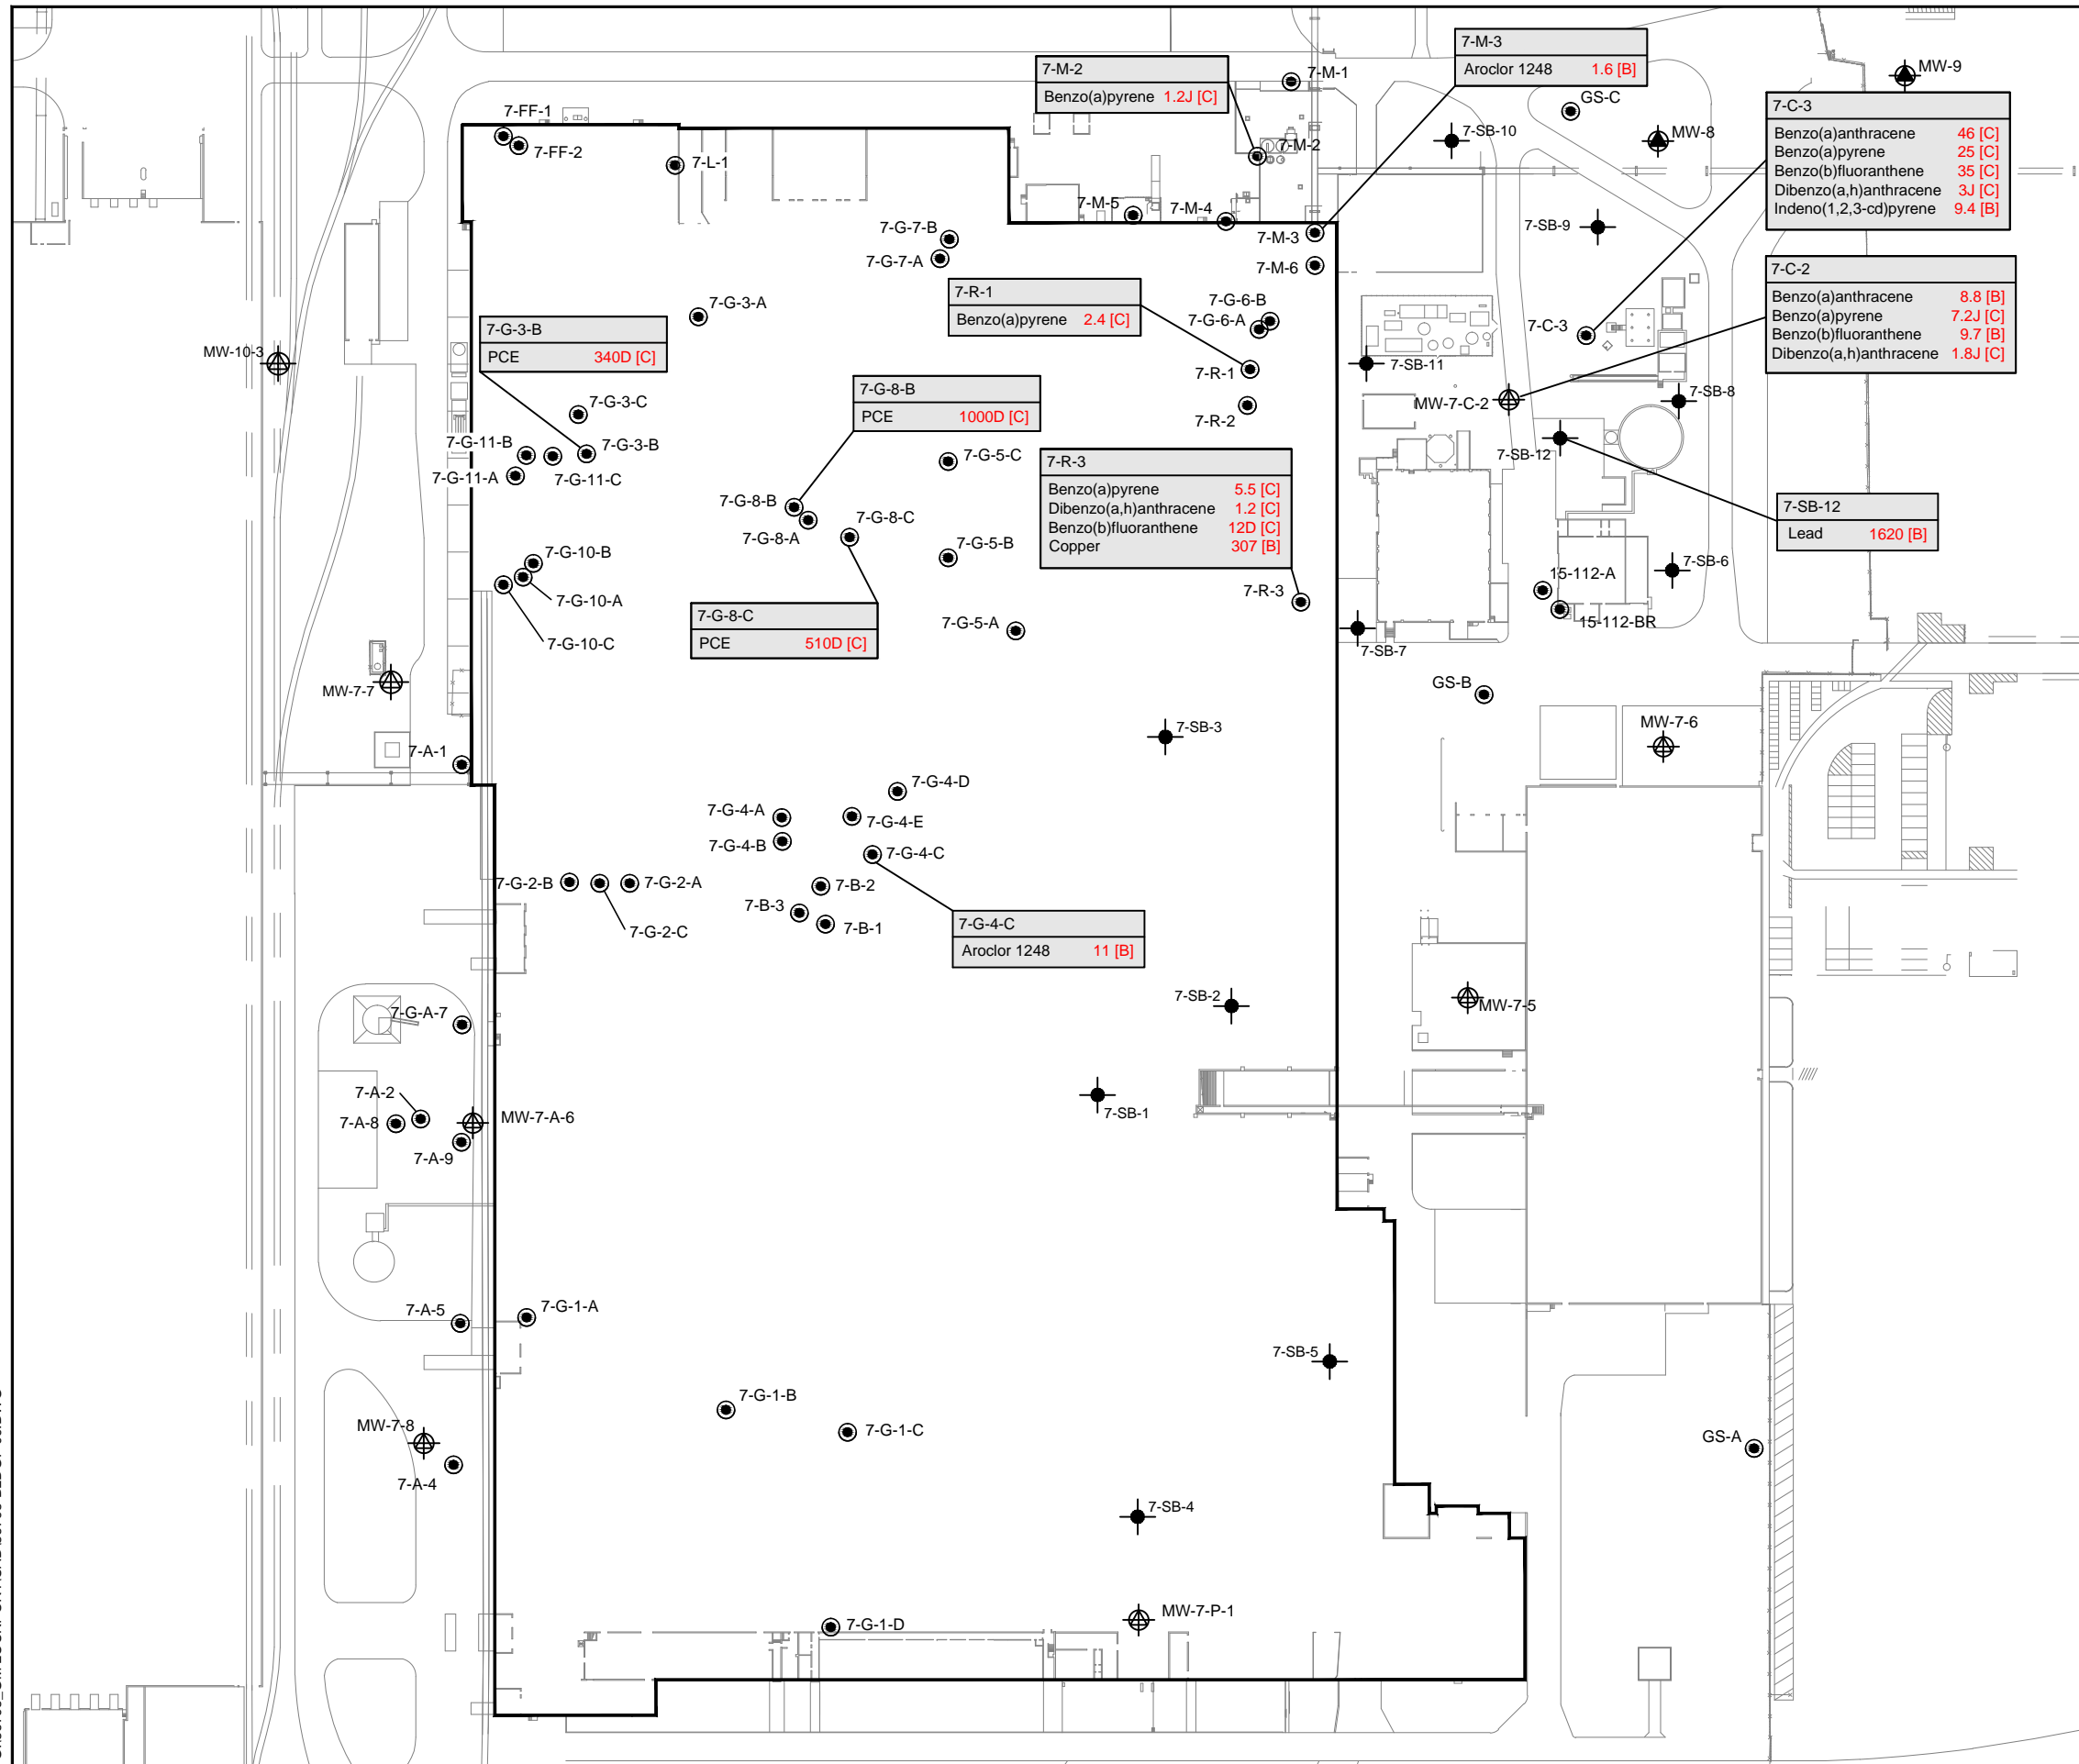 7-M-3
Aroclor 1248 1.6 [B]
7-M-2
Benzo(a)pyrene 1.2J [C]
7-M-1
MW-9
GS-C
7-C-3
Benzo(a)anthracene 46 [C]
Benzo(a)pyrene 25 [C]
Benzo(b)fluoranthene 35 [C]
Dibenzo(a,h)anthracene 3J [C]
Indeno(1,2,3-cd)pyrene 9.4 [B]
7-FF-1
7-FF-2
7-L-1
7-M-2
7-SB-10
MW-8
7-M-5
7-M-4
7-G-7-B
7-M-3
7-SB-9
7-G-7-A
7-M-6
7-C-2
Benzo(a)anthracene 8.8 [B]
Benzo(a)pyrene 7.2J [C]
Benzo(b)fluoranthene 9.7 [B]
Dibenzo(a,h)anthracene 1.8J [C]
7-R-1
Benzo(a)pyrene 2.4 [C]
7-G-3-A
7-G-6-B
7-G-6-A
7-C-3
7-G-3-B
PCE 340D [C]
MW-10-3
7-R-1
7-SB-11
7-G-8-B
PCE 1000D [C]
7-SB-8
MW-7-C-2
7-G-3-C
7-R-2
7-G-11-B
7-G-3-B
7-SB-12
7-G-5-C
7-R-3
Benzo(a)pyrene 5.5 [C]
Dibenzo(a,h)anthracene 1.2 [C]
Benzo(b)fluoranthene 12D [C]
Copper 307 [B]
7-G-11-A
7-G-11-C
7-G-8-B
7-SB-12
Lead 1620 [B]
7-G-8-C
7-G-8-A
7-G-10-B
7-G-5-B
7-SB-6
15-112-A
7-G-10-A
7-R-3
7-G-8-C
PCE 510D [C]
15-112-BR
7-G-5-A
7-G-10-C
7-SB-7
MW-7-7
GS-B
MW-7-6
7-SB-3
7-A-1
7-G-4-D
7-G-4-A
7-G-4-E
7-G-4-B
7-G-4-C
7-G-2-B
7-G-2-A
7-B-2
7-B-3
7-B-1
7-G-2-C
7-G-4-C
Aroclor 1248 11 [B]
7-SB-2
MW-7-5
7-G-A-7
7-A-2
7-SB-1
7-A-8
MW-7-A-6
7-A-9
7-A-5
7-G-1-A
7-SB-5
7-G-1-B
MW-7-8
7-G-1-C
GS-A
7-A-4
7-SB-4
MW-7-P-1
7-G-1-D